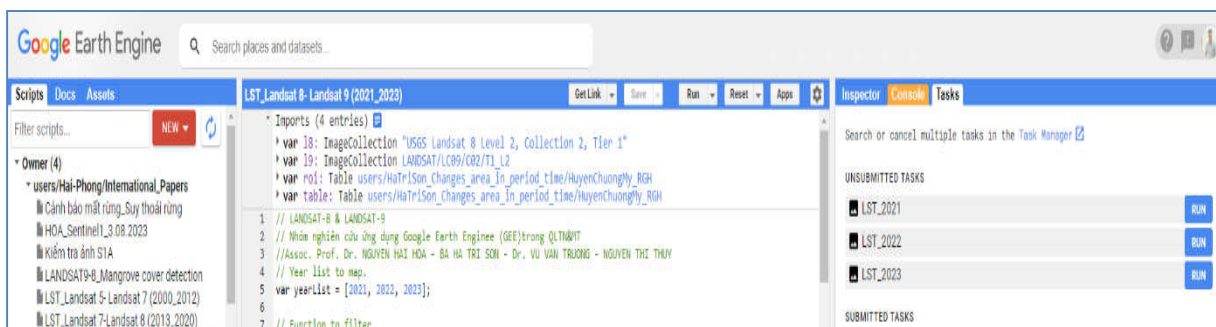 Google Earth Engine
Search places and datasets...
Scripts Docs Assets
Filter scripts...
NEW
Owner (4)
users/Hai-Phong/International_Papers
Cảnh báo mất rừng_Suy thoái rừng
HOA_Sentinel1_3.08.2023
Kiểm tra ảnh S1A
LANDSAT9-8_Mangrove cover detection
LST_Landsat 5- Landsat 7 (2000_2012)
LST_Landsat 7-Landsat 8 (2013_2020)
LST_Landsat 8- Landsat 9 (2021_2023)
Get Link Save Run Reset Apps
Imports (4 entries)
var l8: ImageCollection "USGS Landsat 8 Level 2, Collection 2, Tier 1"
var l9: ImageCollection LANDSAT/LC09/C02/T1_L2
var roi: Table users/HaTriSon_Changes_area_in_period_time/HuyenChuongMy_RGH
var table: Table users/HaTriSon_Changes_area_in_period_time/HuyenChuongMy_RGH
1 // LANDSAT-8 & LANDSAT-9
2 // Nhóm nghiên cứu ứng dụng Google Earth Enginee (GEE)trong QLTN&MT
3 //Assoc. Prof. Dr. NGUYEN HAI HOA - BA HA TRI SON - Dr. VU VAN TRUONG - NGUYEN THI THUY
4 // Year list to map.
5 var yearList = [2021, 2022, 2023];
6
7 // Function to filter
Inspector Console Tasks
Search or cancel multiple tasks in the Task Manager
UNSUBMITTED TASKS
LST_2021 RUN
LST_2022 RUN
LST_2023 RUN
SUBMITTED TASKS